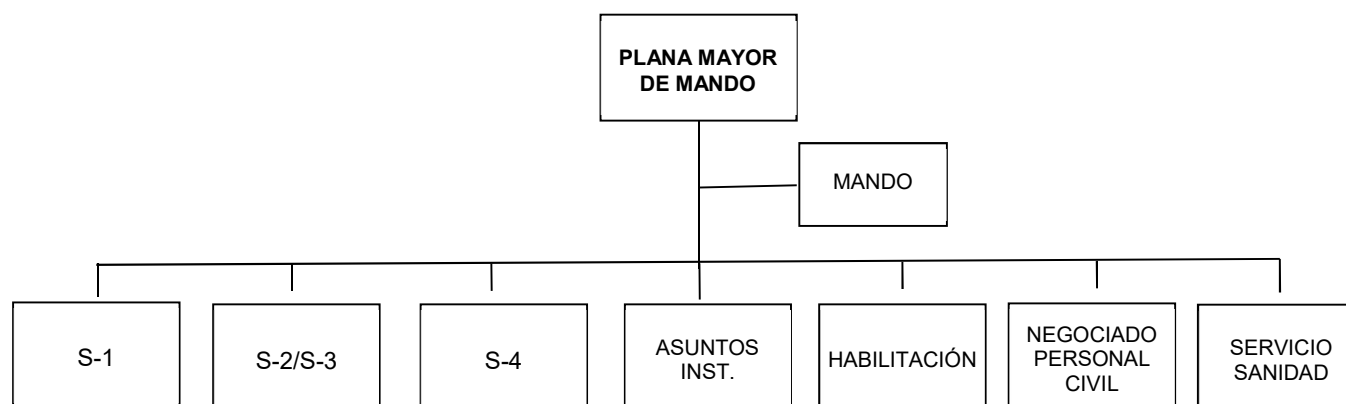 PLANA MAYOR
DE MANDO
MANDO
S-1
S-2/S-3
S-4
ASUNTOS
INST.
HABILITACIÓN
NEGOCIADO
PERSONAL
CIVIL
SERVICIO
SANIDAD